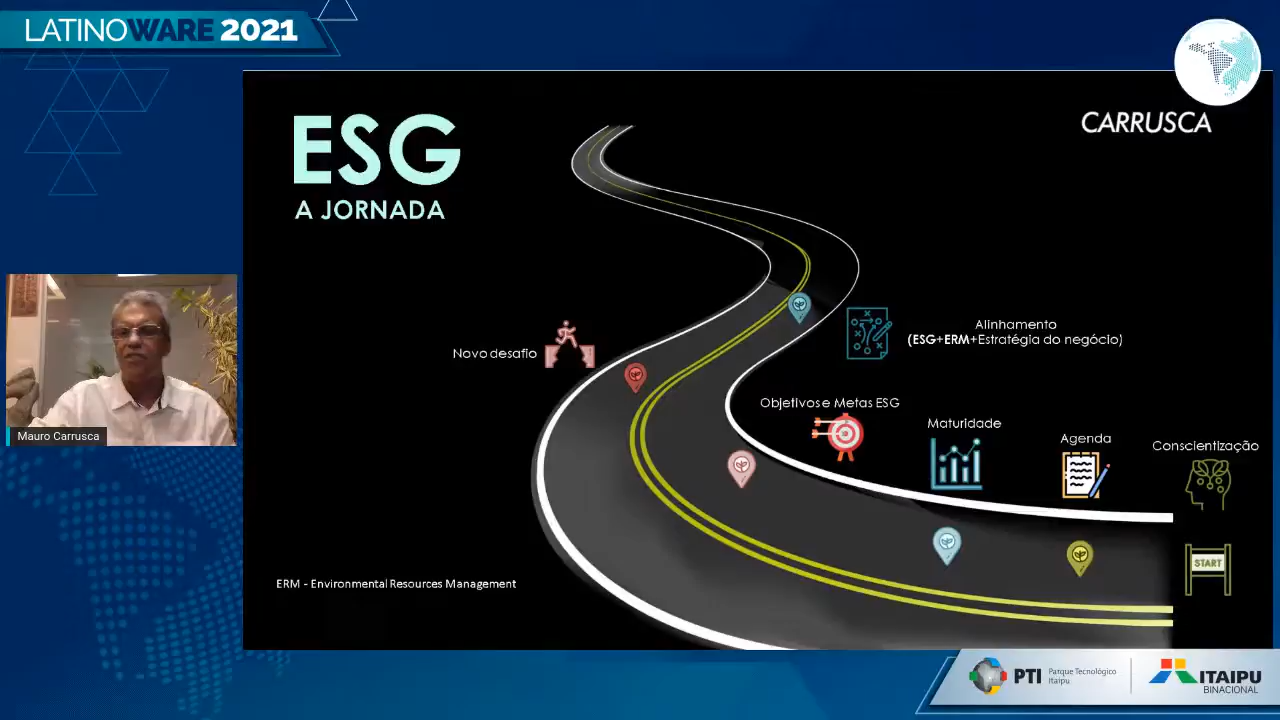 LATINOWARE 2021
ESG
A JORNADA
CARRUSCA
Novo desafio
Alinhamento
(ESG+ERM+Estratégia do negócio)
Objetivos e Metas ESG
Maturidade
Agenda
Conscientização
START
Mauro Carrusca
ERM - Environmental Resources Management
PTI
Parque Tecnológico
Itaipu
ITAIPU
BINACIONAL